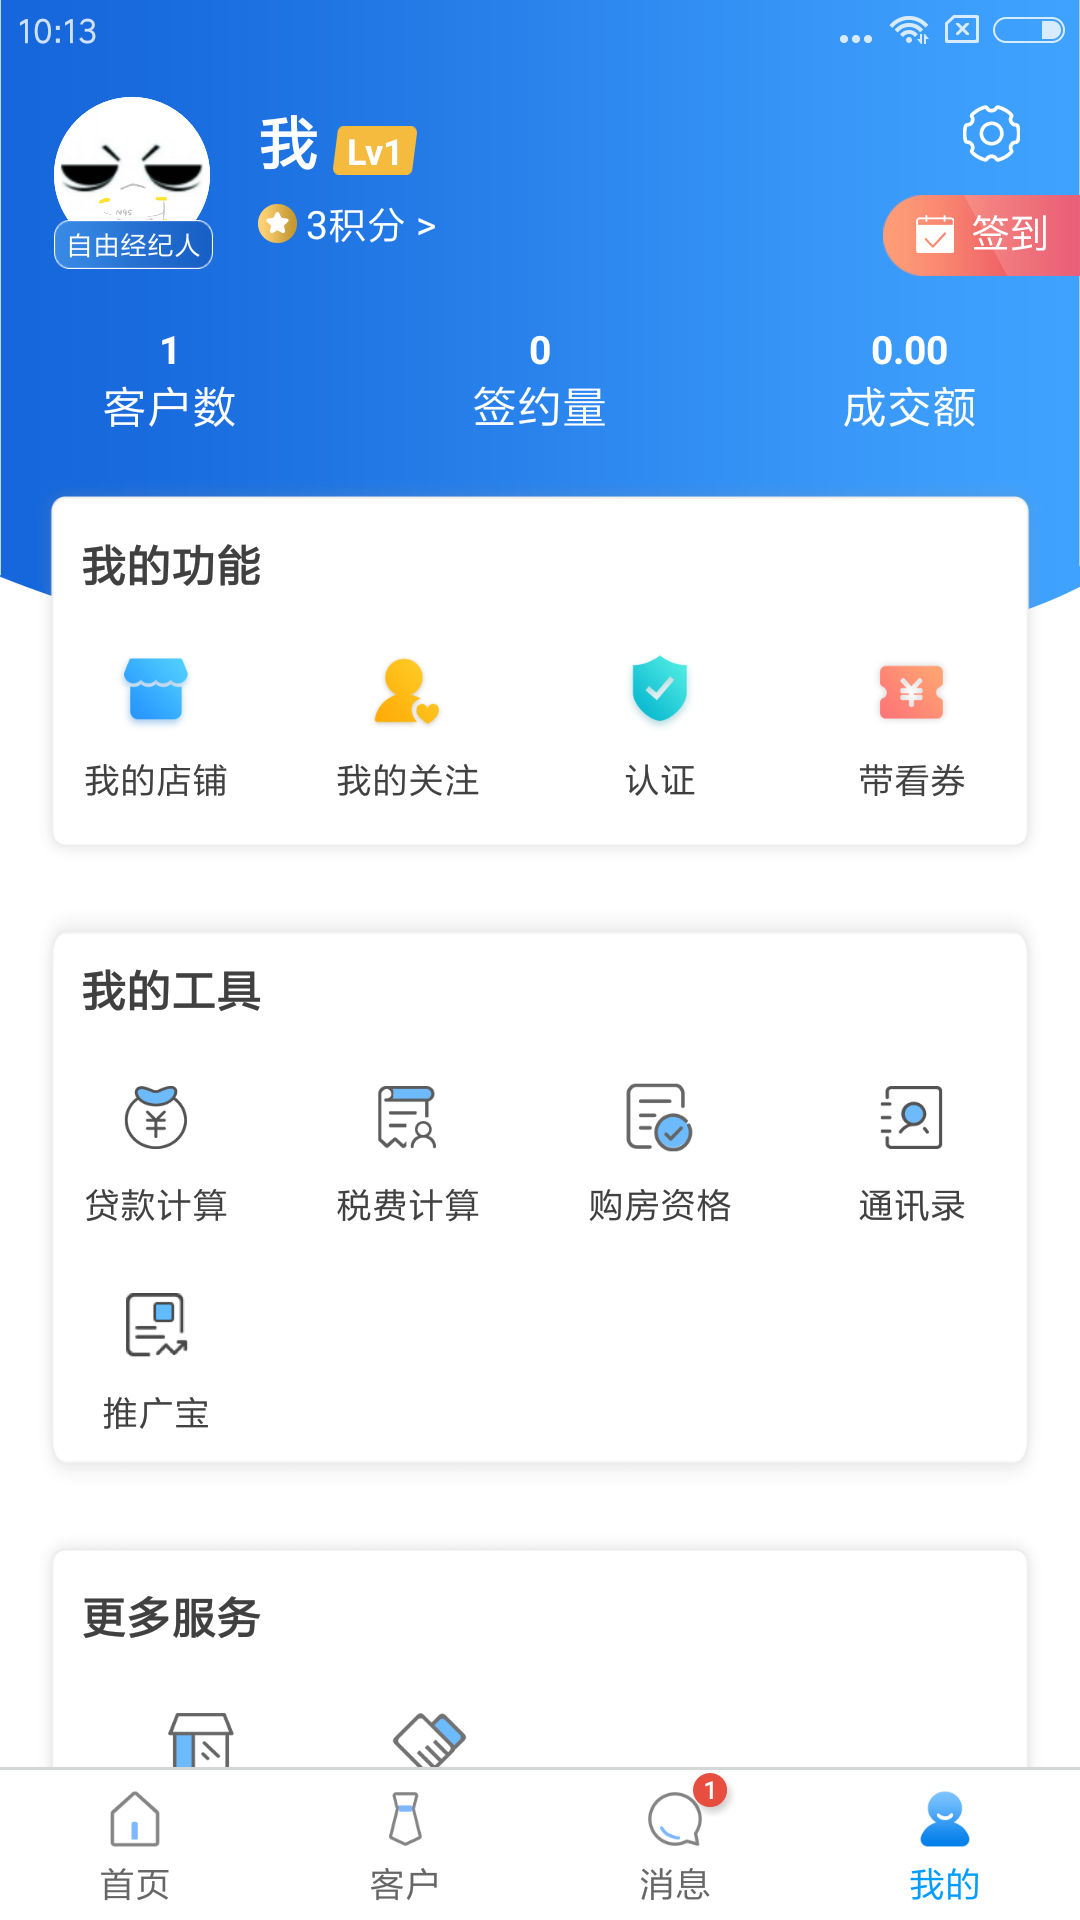 10:13
我 Lv1
3积分 >
自由经纪人
签到
1 0 0.00
客户数 签约量 成交额
我的功能
我的店铺 我的关注 认证 带看券
我的工具
贷款计算 税费计算 购房资格 通讯录
推广宝
更多服务
1
首页 客户 消息 我的